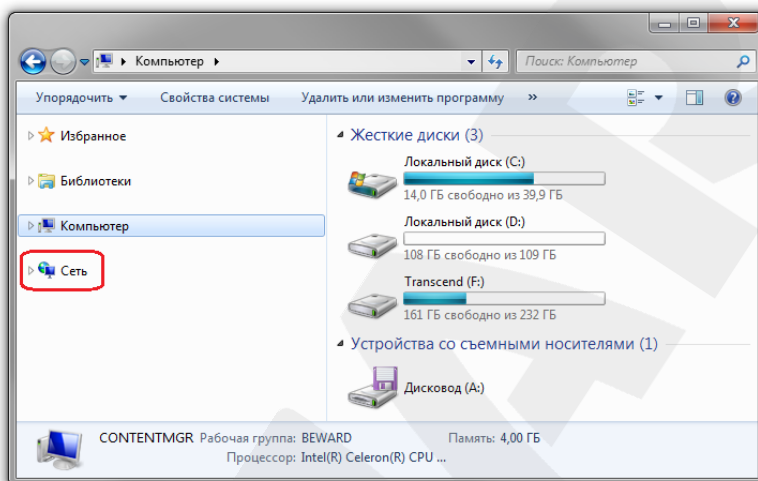 Компьютер
Поиск: Компьютер
Упорядочить Свойства системы Удалить или изменить программу »
Избранное
Библиотеки
Компьютер
Сеть
Жесткие диски (3)
Локальный диск (C:)
14,0 ГБ свободно из 39,9 ГБ
Локальный диск (D:)
108 ГБ свободно из 109 ГБ
Transcend (F:)
161 ГБ свободно из 232 ГБ
Устройства со съемными носителями (1)
Дисковод (A:)
CONTENTMGR Рабочая группа: BEWARD Память: 4,00 ГБ
Процессор: Intel(R) Celeron(R) CPU ...